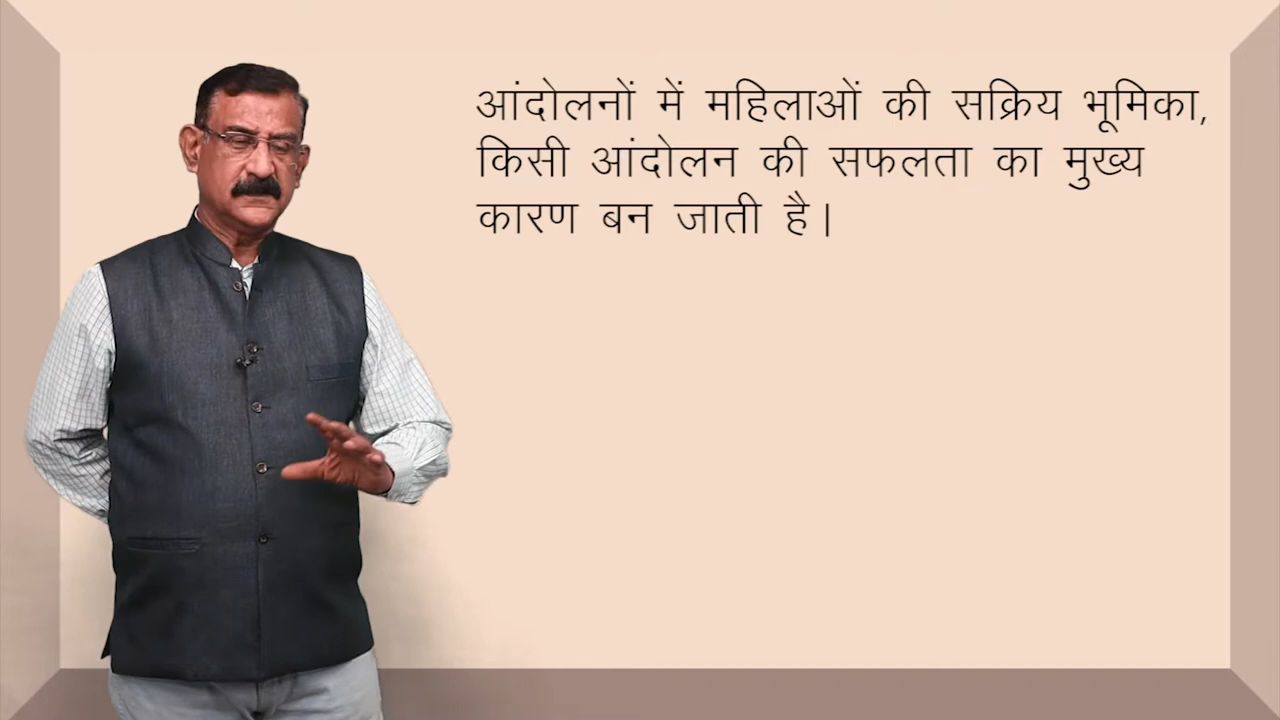 आंदोलनों में महिलाओं की सक्रिय भूमिका,
किसी आंदोलन की सफलता का मुख्य
कारण बन जाती है।